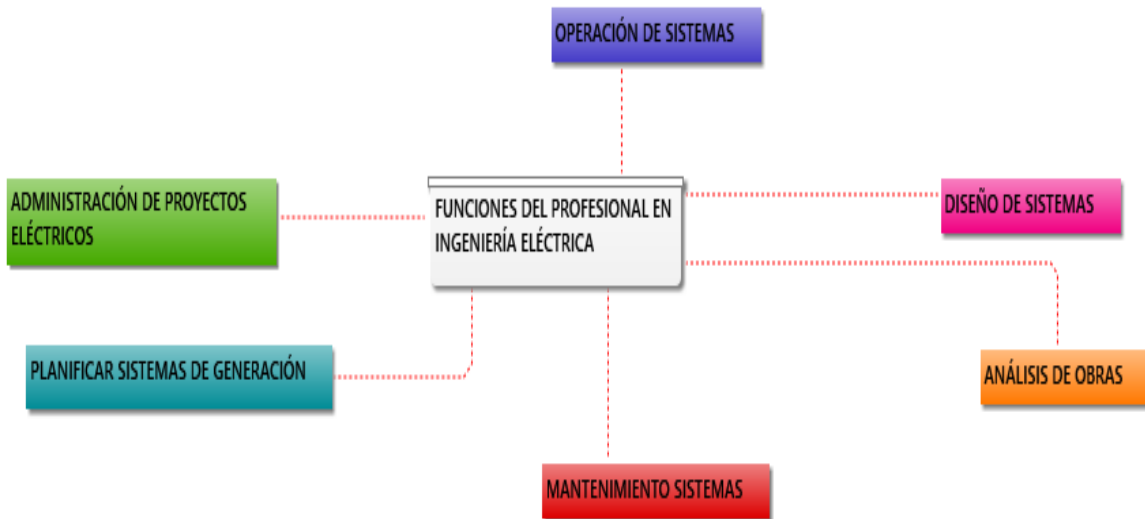 OPERACIÓN DE SISTEMAS
ADMINISTRACIÓN DE PROYECTOS
ELÉCTRICOS
FUNCIONES DEL PROFESIONAL EN
INGENIERÍA ELÉCTRICA
DISEÑO DE SISTEMAS
PLANIFICAR SISTEMAS DE GENERACIÓN
ANÁLISIS DE OBRAS
MANTENIMIENTO SISTEMAS